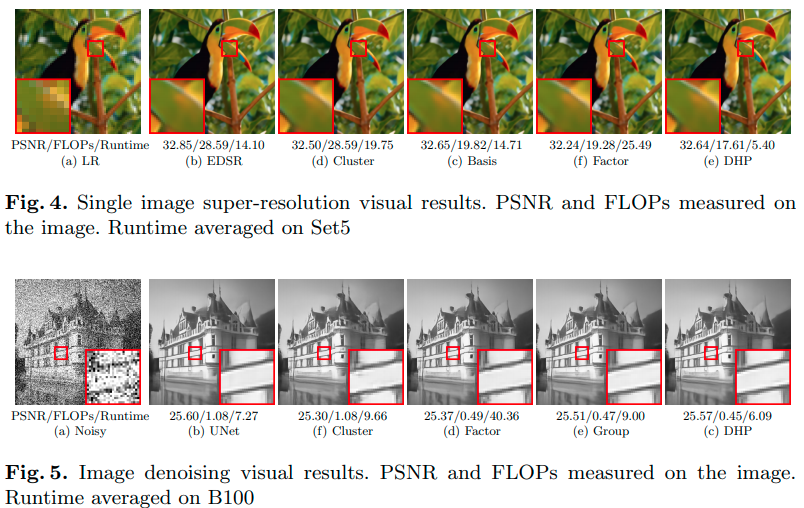 PSNR/FLOPs/Runtime 32.85/28.59/14.10 32.50/28.59/19.75 32.65/19.82/14.71 32.24/19.28/25.49 32.64/17.61/5.40
(a) LR (b) EDSR (d) Cluster (c) Basis (f) Factor (e) DHP
Fig. 4. Single image super-resolution visual results. PSNR and FLOPs measured on
the image. Runtime averaged on Set5
PSNR/FLOPs/Runtime 25.60/1.08/7.27 25.30/1.08/9.66 25.37/0.49/40.36 25.51/0.47/9.00 25.57/0.45/6.09
(a) Noisy (b) UNet (f) Cluster (d) Factor (e) Group (c) DHP
Fig. 5. Image denoising visual results. PSNR and FLOPs measured on the image.
Runtime averaged on B100